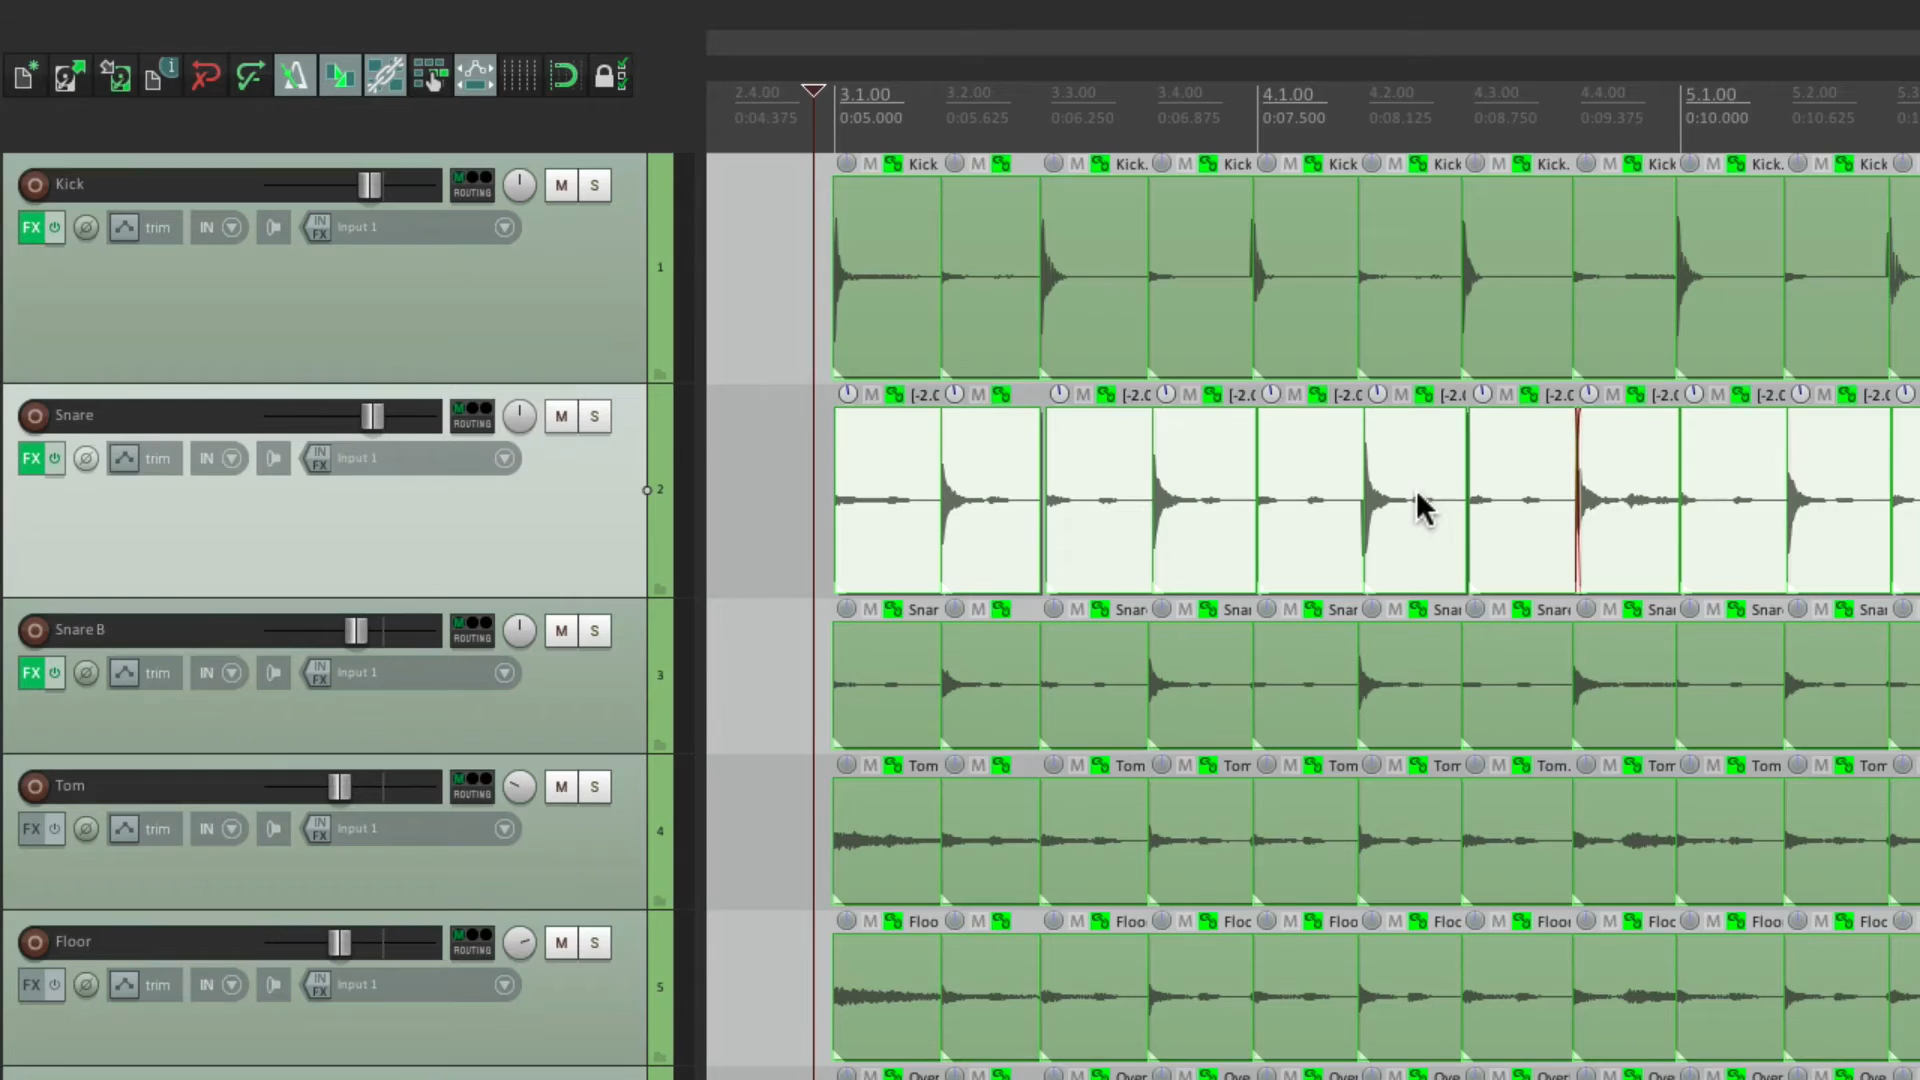 2.4.00 3.1.00 3.2.00 3.3.00 3.4.00 4.1.00 4.2.00 4.3.00 4.4.00 5.1.00 5.2.00 5.3
0:04.375 0:05.000 0:05.625 0:06.250 0:06.875 0:07.500 0:08.125 0:08.750 0:09.375 0:10.000 0:10.625 0:1
M Kick M M Kick. M Kick M Kick M Kick M Kick. M Kick M Kick. M Kick
Kick ROUTING M S
FX trim IN IN FX Input 1
1
M [-2.0 M M [-2.0 M [-2.0 M [-2.0 M [-2.0 M [-2.0 M [-2.0 M [-2.0 M [-2.0
Snare ROUTING M S
FX trim IN IN FX Input 1
2
M Snar M M Snar M Snar M Snar M Snar M Snar M Snar M Snar M Snar
Snare B ROUTING M S
FX trim IN IN FX Input 1
3
M Tom M M Tom M Tom M Tom M Tom M Tom. M Tom M Tom M Tom
Tom ROUTING M S
FX trim IN IN FX Input 1
4
M Floo M M Floo M Floo M Floo M Floo M Floo M Floo M Floo M Floo
Floor ROUTING M S
FX trim IN IN FX Input 1
5